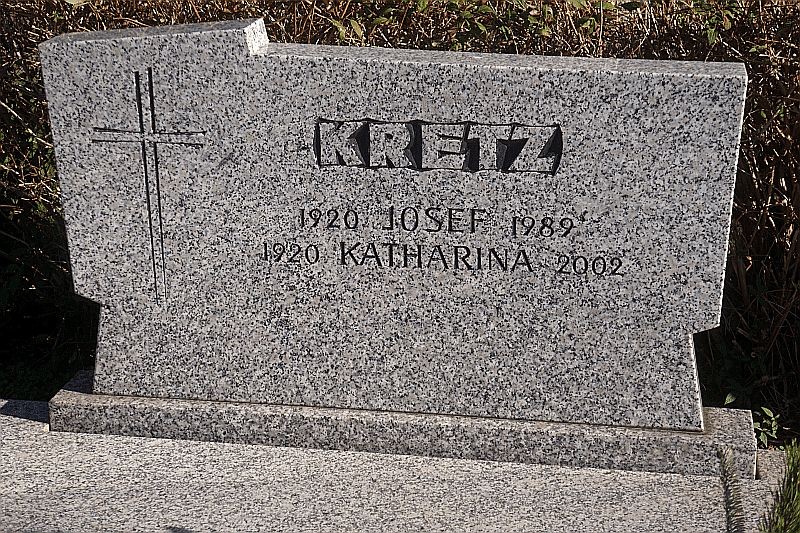 KRETZ
1920 JOSEF 1989
1920 KATHARINA 2002